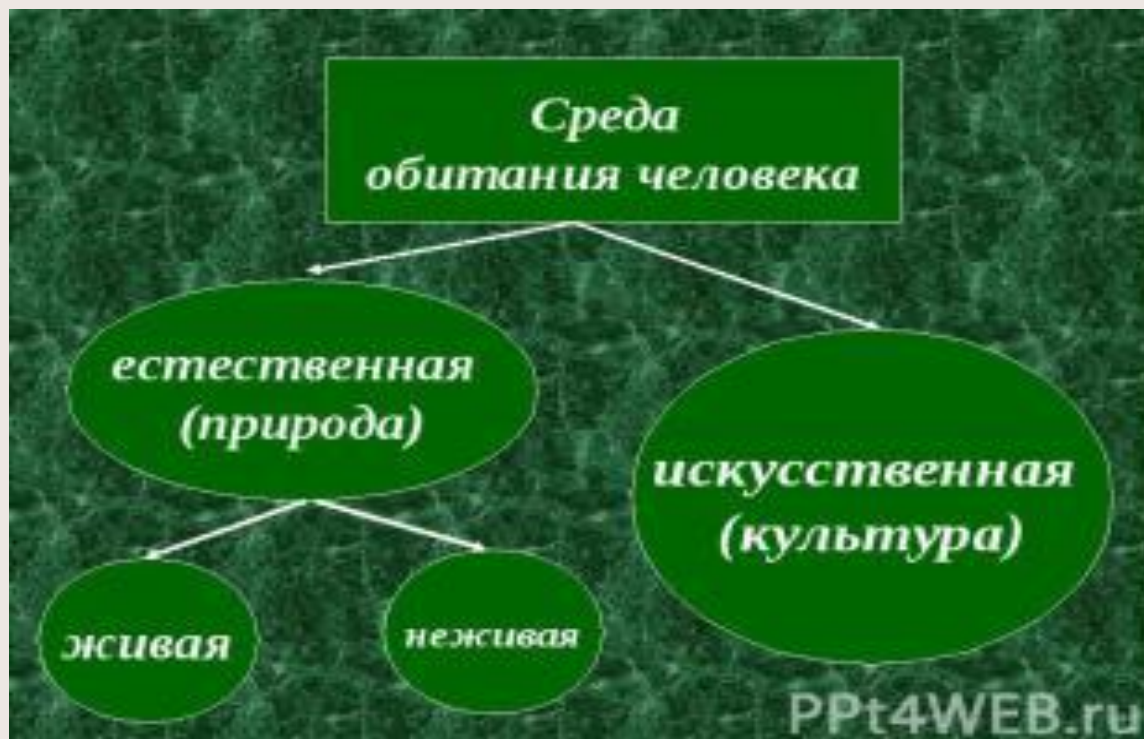 Среда
обитания человека
естественная
(природа)
искусственная
(культура)
живая
неживая
PPt4WEB.ru